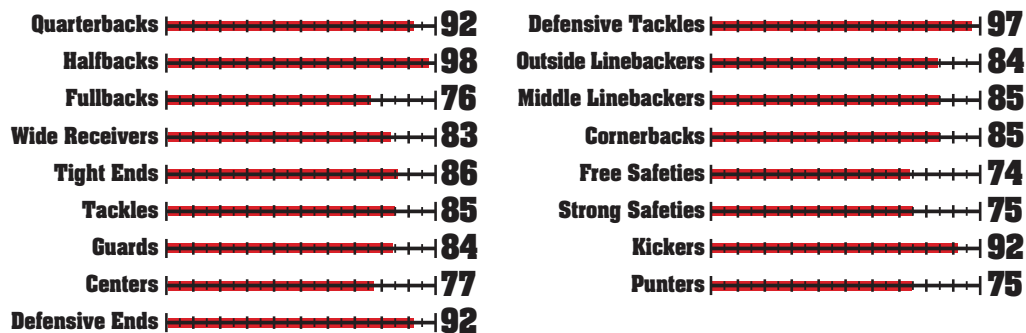 Quarterbacks 92
Halfbacks 98
Fullbacks 76
Wide Receivers 83
Tight Ends 86
Tackles 85
Guards 84
Centers 77
Defensive Ends 92
Defensive Tackles 97
Outside Linebackers 84
Middle Linebackers 85
Cornerbacks 85
Free Safeties 74
Strong Safeties 75
Kickers 92
Punters 75